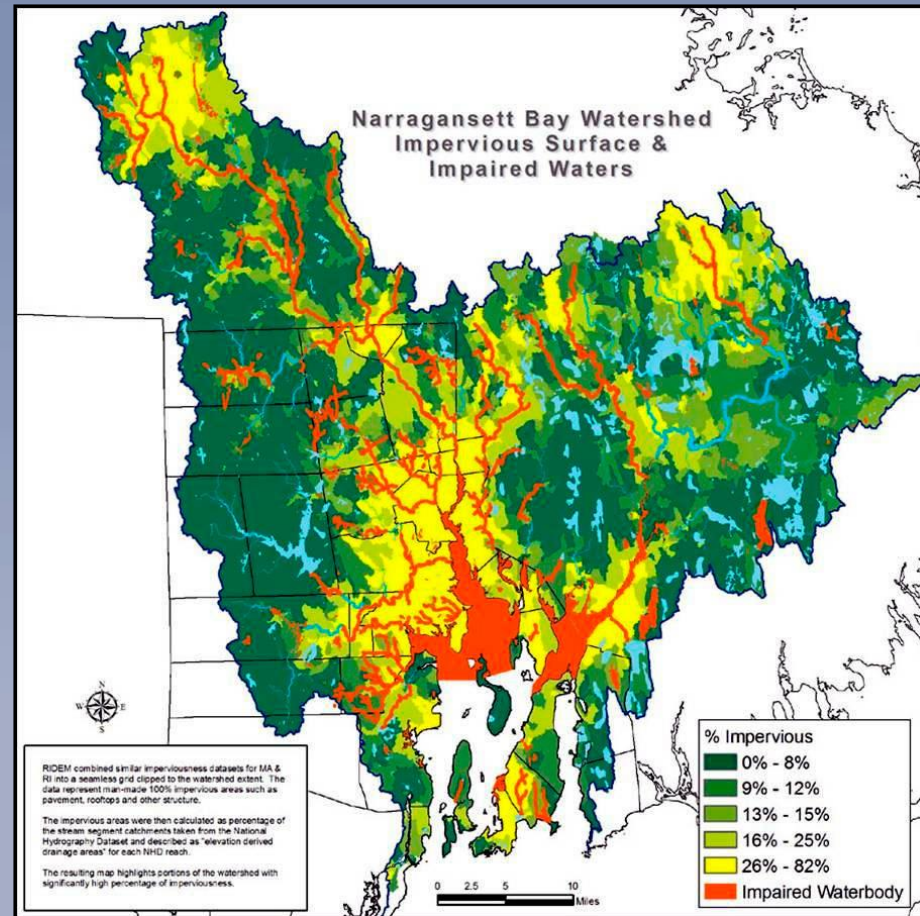 Narragansett Bay Watershed
Impervious Surface &
Impaired Waters
N
W E
S
RIDEM combined similar imperviousness datasets for MA &
RI into a seamless grid clipped to the watershed extent. The
data represent man-made 100% impervious areas such as
pavement, rooftops and other structure.
The impervious areas were then calculated as percentage of
the stream segment catchments taken from the National
Hydrography Dataset and described as "elevation derived
drainage areas" for each NHD reach.
The resulting map highlights portions of the watershed with
significantly high percentage of imperviousness.
0 2.5 5 10
Miles
% Impervious
0% - 8%
9% - 12%
13% - 15%
16% - 25%
26% - 82%
Impaired Waterbody